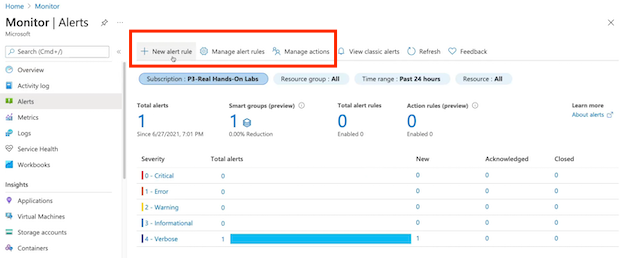 Home > Monitor
Monitor | Alerts
Microsoft
Search (Cmd+/)
Overview
Activity log
Alerts
Metrics
Logs
Service Health
Workbooks
Insights
Applications
Virtual Machines
Storage accounts
Containers
New alert rule Manage alert rules Manage actions View classic alerts Refresh Feedback
Subscription : P3-Real Hands-On Labs Resource group : All Time range : Past 24 hours Resource : All
Total alerts Smart groups (preview) Total alert rules Action rules (preview) Learn more
1 1 0 0 About alerts
Since 6/27/2021, 7:01 PM 0.00% Reduction Enabled 0 Enabled 0
Severity Total alerts New Acknowledged Closed
0 - Critical 0 0 0 0
1 - Error 0 0 0 0
2 - Warning 0 0 0 0
3 - Informational 0 0 0 0
4 - Verbose 1 1 0 0